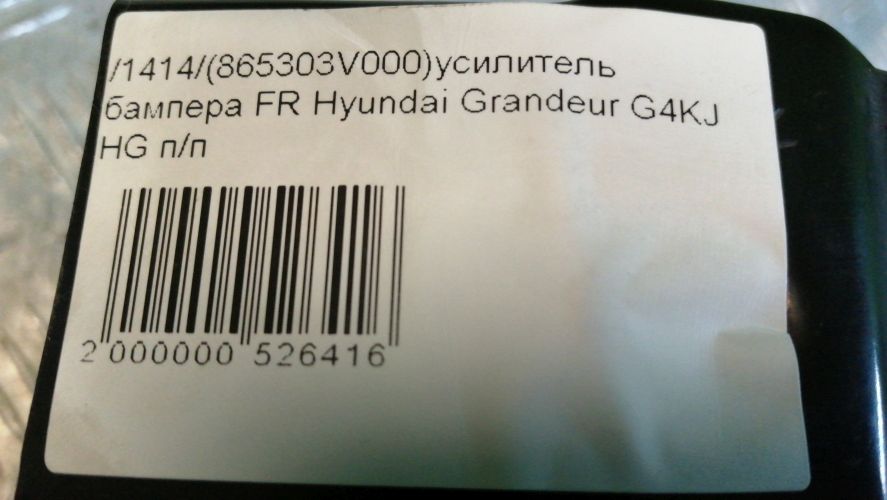 /1414/(865303V000)усилитель
бампера FR Hyundai Grandeur G4KJ
HG п/п
2 000000 526416